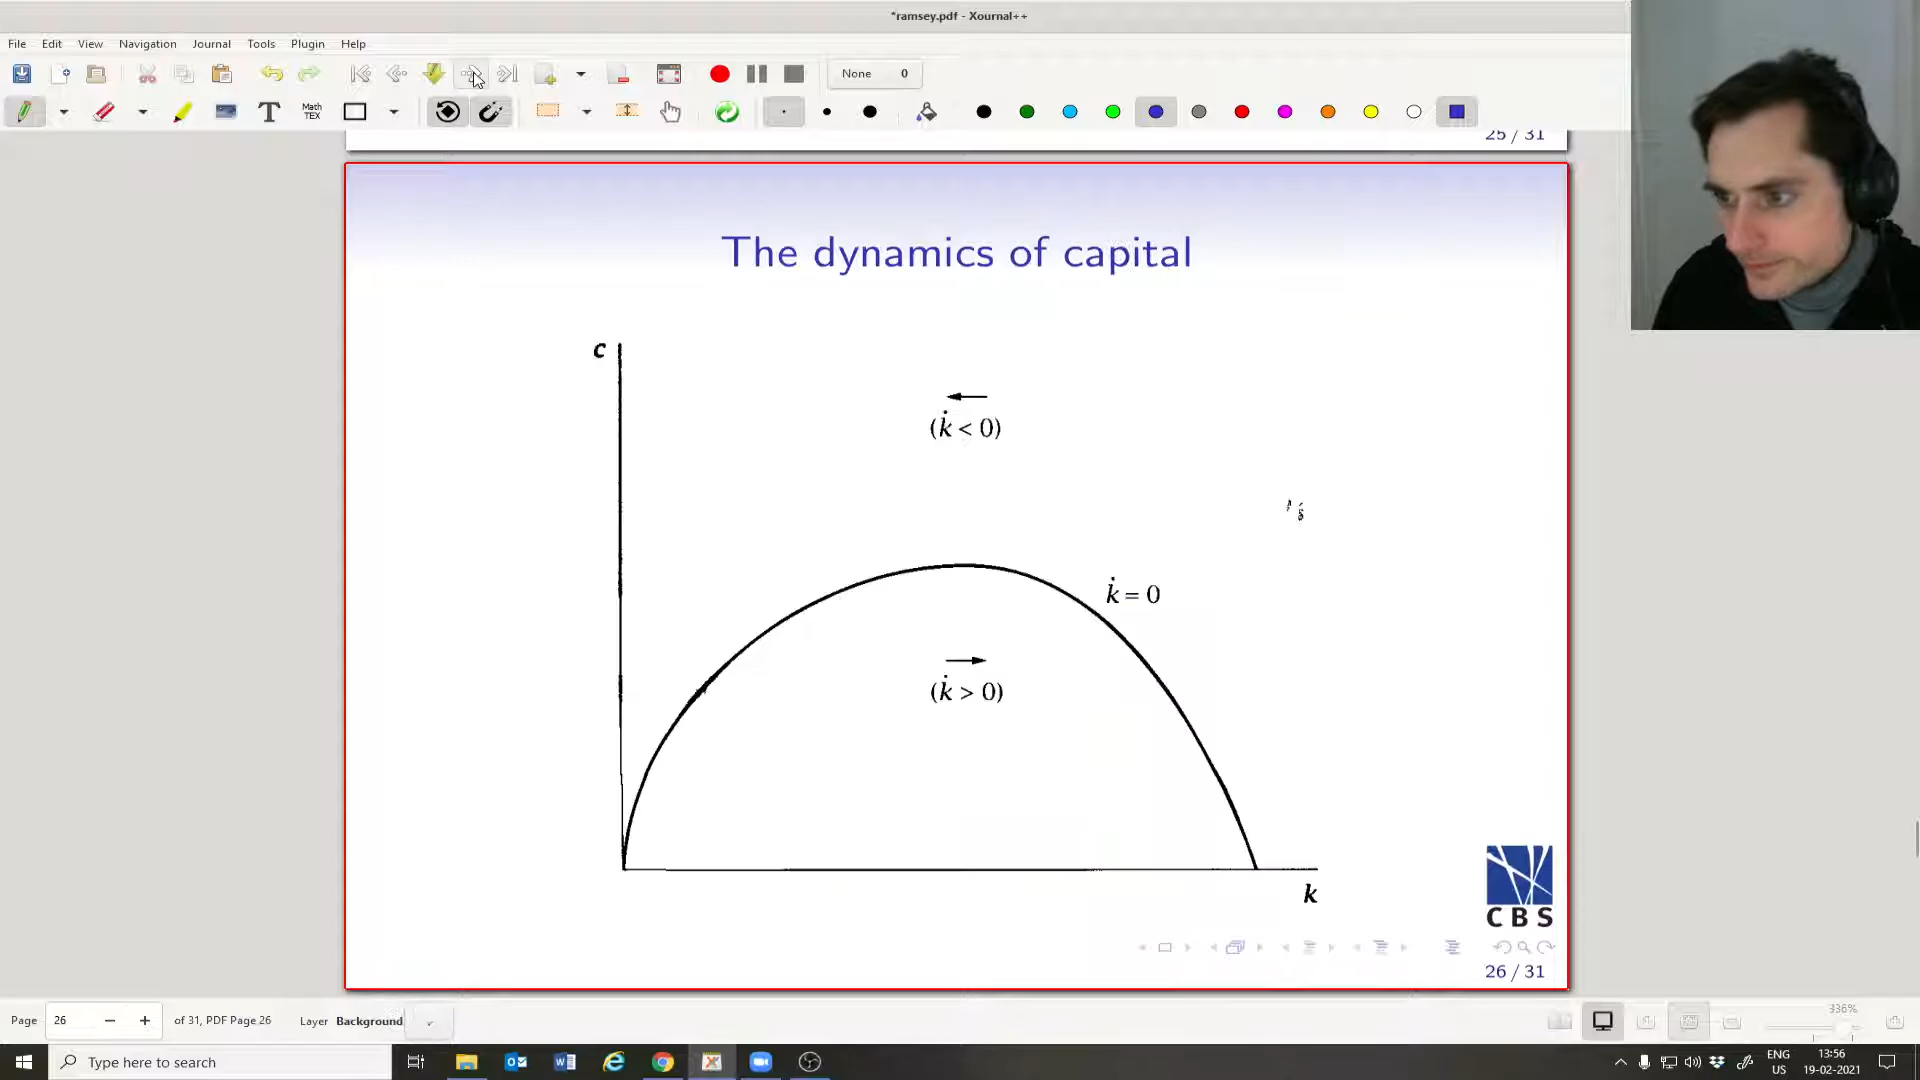 *ramsey.pdf - Xournal++
File Edit View Navigation Journal Tools Plugin Help
None 0
T Math TEX
25 / 31
The dynamics of capital
c
(k̇ < 0)
k̇ = 0
(k̇ > 0)
k
CBS
26 / 31
Page 26 of 31, PDF Page 26 Layer Background
336%
Type here to search
ENG 13:56
US 19-02-2021